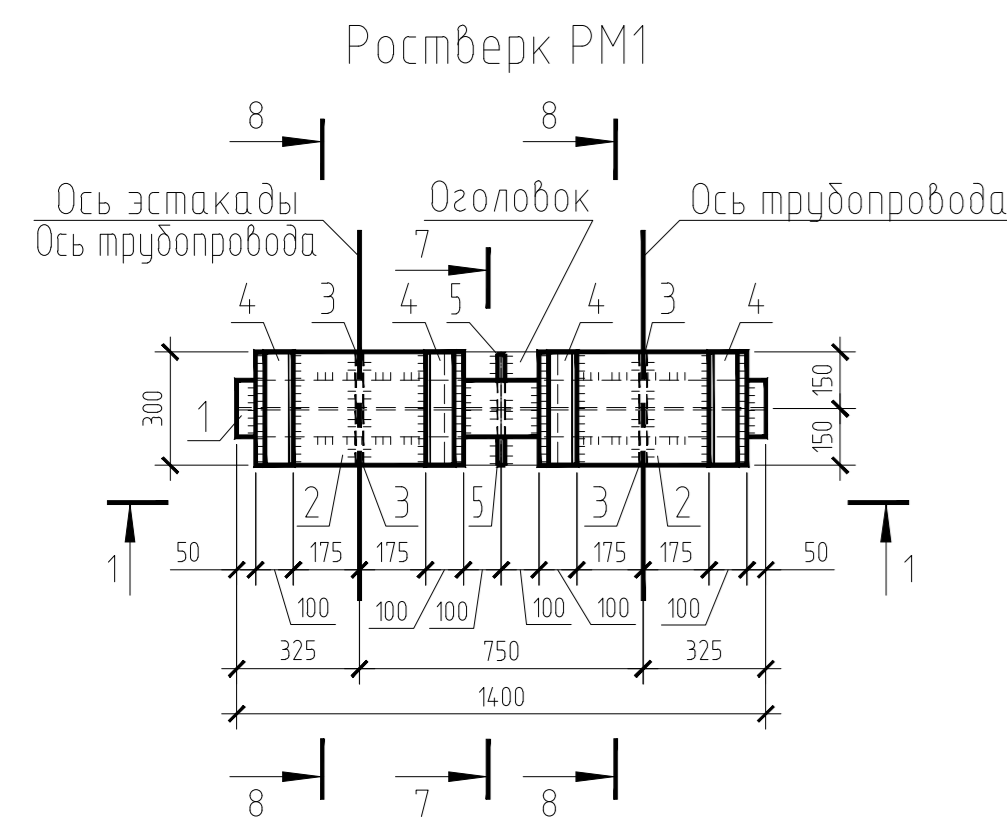 Ростверк РМ1
8 8
Ось эстакады Оголовок Ось трубопровода
Ось трубопровода
7
4 3 4 5 4 3 4
300 1 150
150
2 3 5 3 2
1 50 175 175 175 175 50 1
100 100 100 100 100 100
325 750 325
1400
8 7 8